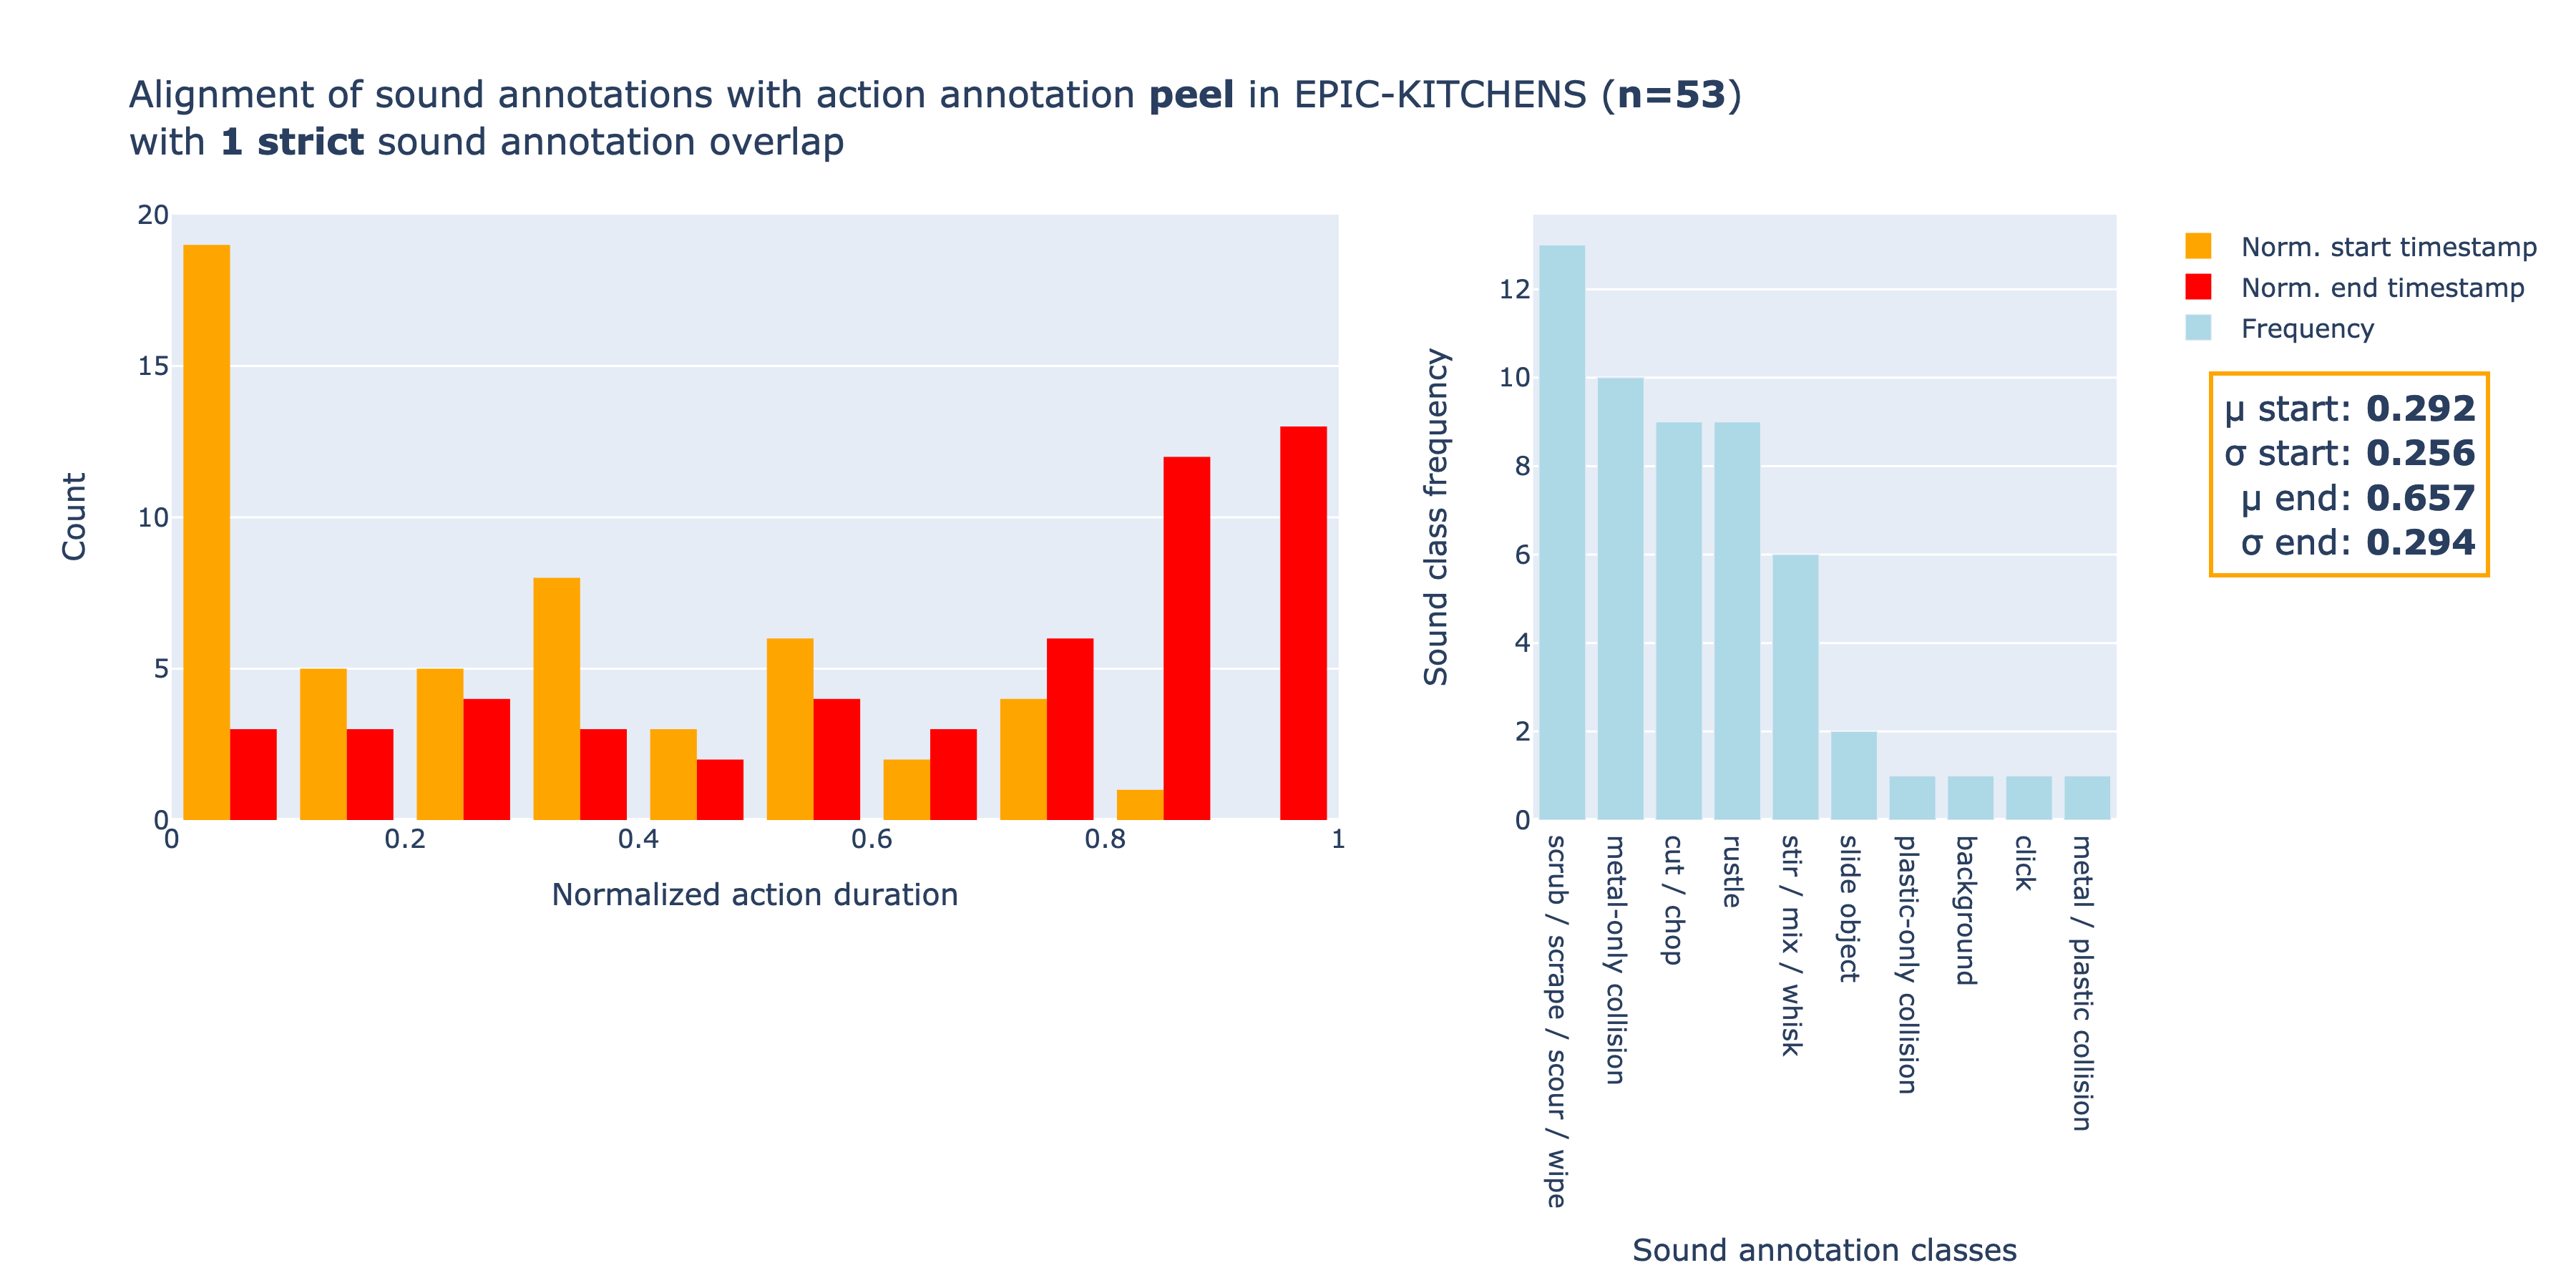 Alignment of sound annotations with action annotation peel in EPIC-KITCHENS (n=53)
with 1 strict sound annotation overlap
20
15
10
5
0
Count
0
0.2
0.4
0.6
0.8
1
Normalized action duration
12
10
8
6
4
2
0
Sound class frequency
scrub / scrape / scour / wipe
metal-only collision
cut / chop
rustle
stir / mix / whisk
slide object
plastic-only collision
background
click
metal / plastic collision
Sound annotation classes
Norm. start timestamp
Norm. end timestamp
Frequency
μ start: 0.292
σ start: 0.256
μ end: 0.657
σ end: 0.294